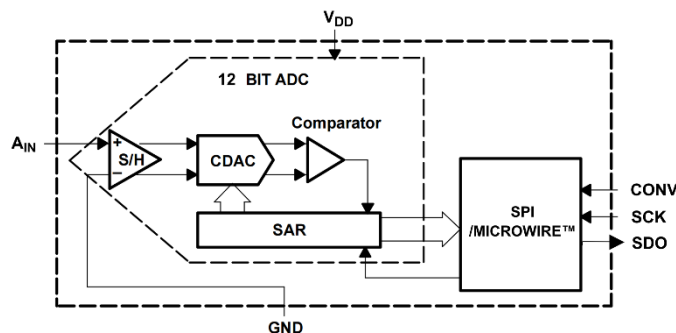 VDD
12 BIT ADC
Comparator
AIN
+
S/H
−
CDAC
SAR
SPI
/MICROWIRE™
CONV
SCK
SDO
GND